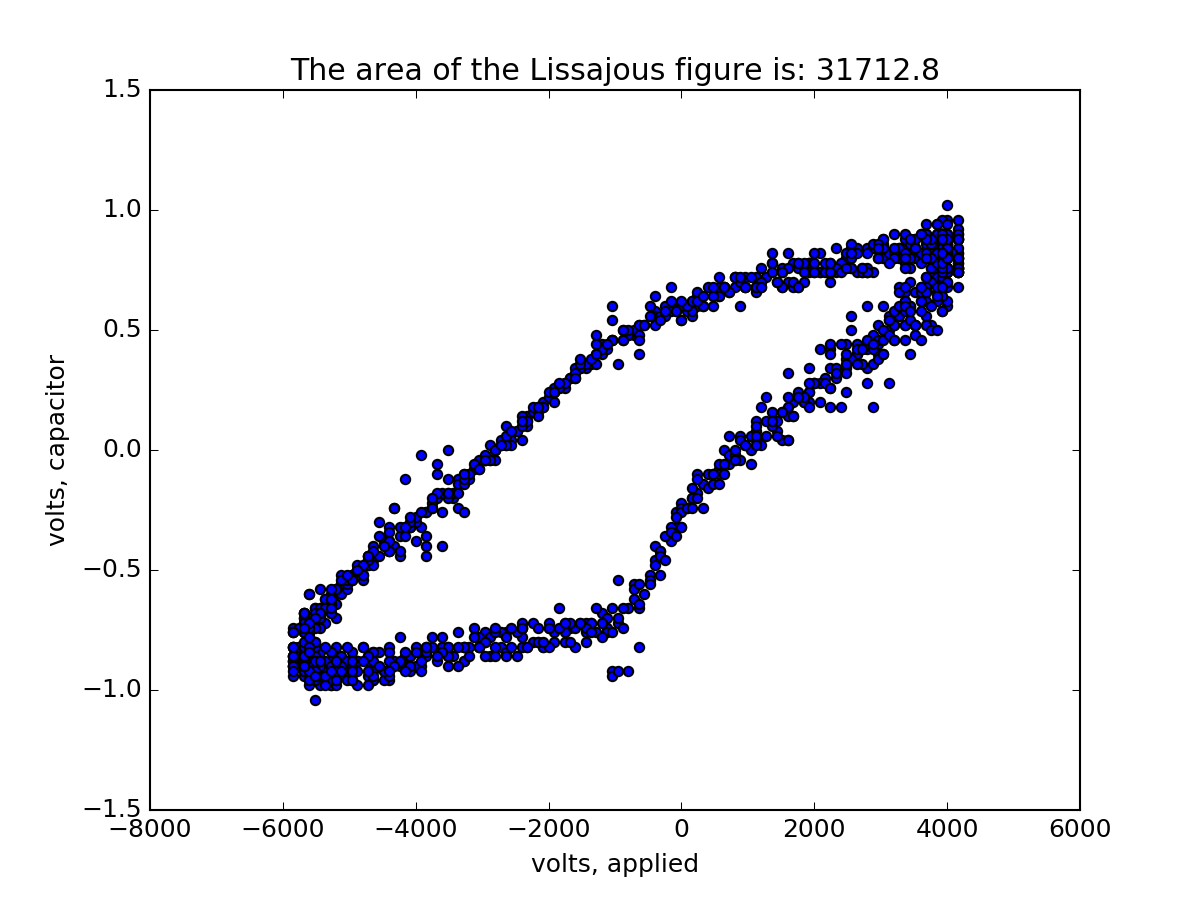 The area of the Lissajous figure is: 31712.8
1.5
1.0
0.5
0.0
−0.5
−1.0
−1.5
volts, capacitor
−8000 −6000 −4000 −2000 0 2000 4000 6000
volts, applied